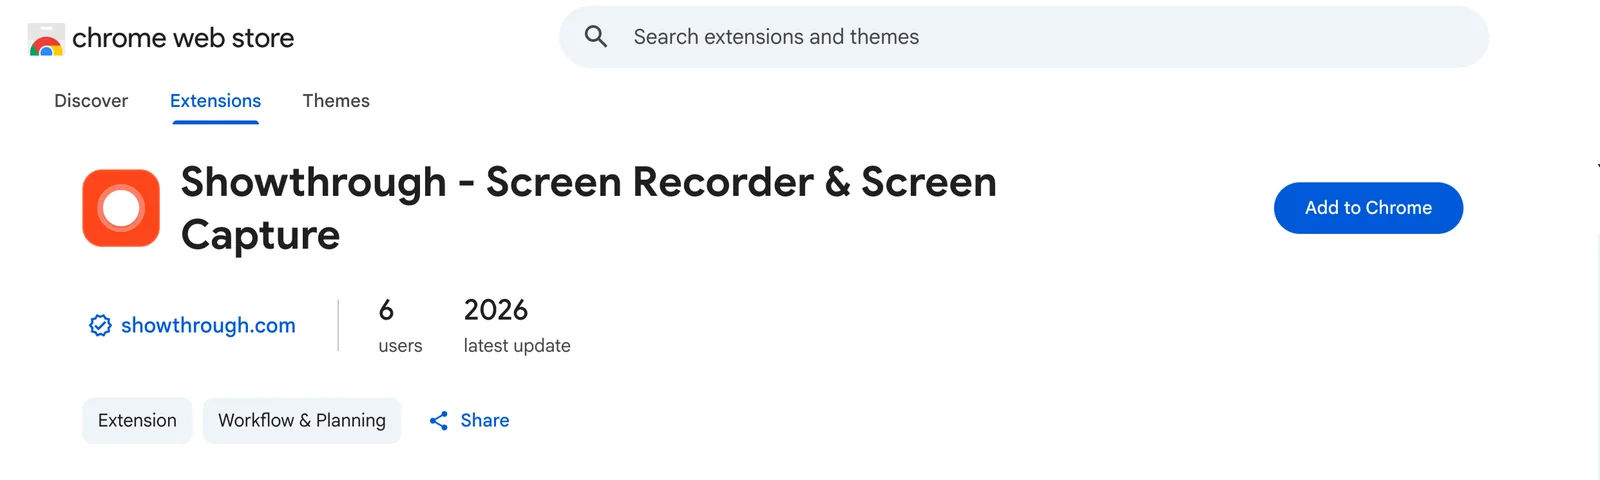 chrome web store
Search extensions and themes
Discover
Extensions
Themes
Showthrough - Screen Recorder & Screen
Capture
Add to Chrome
showthrough.com
6
users
2026
latest update
Extension
Workflow & Planning
Share